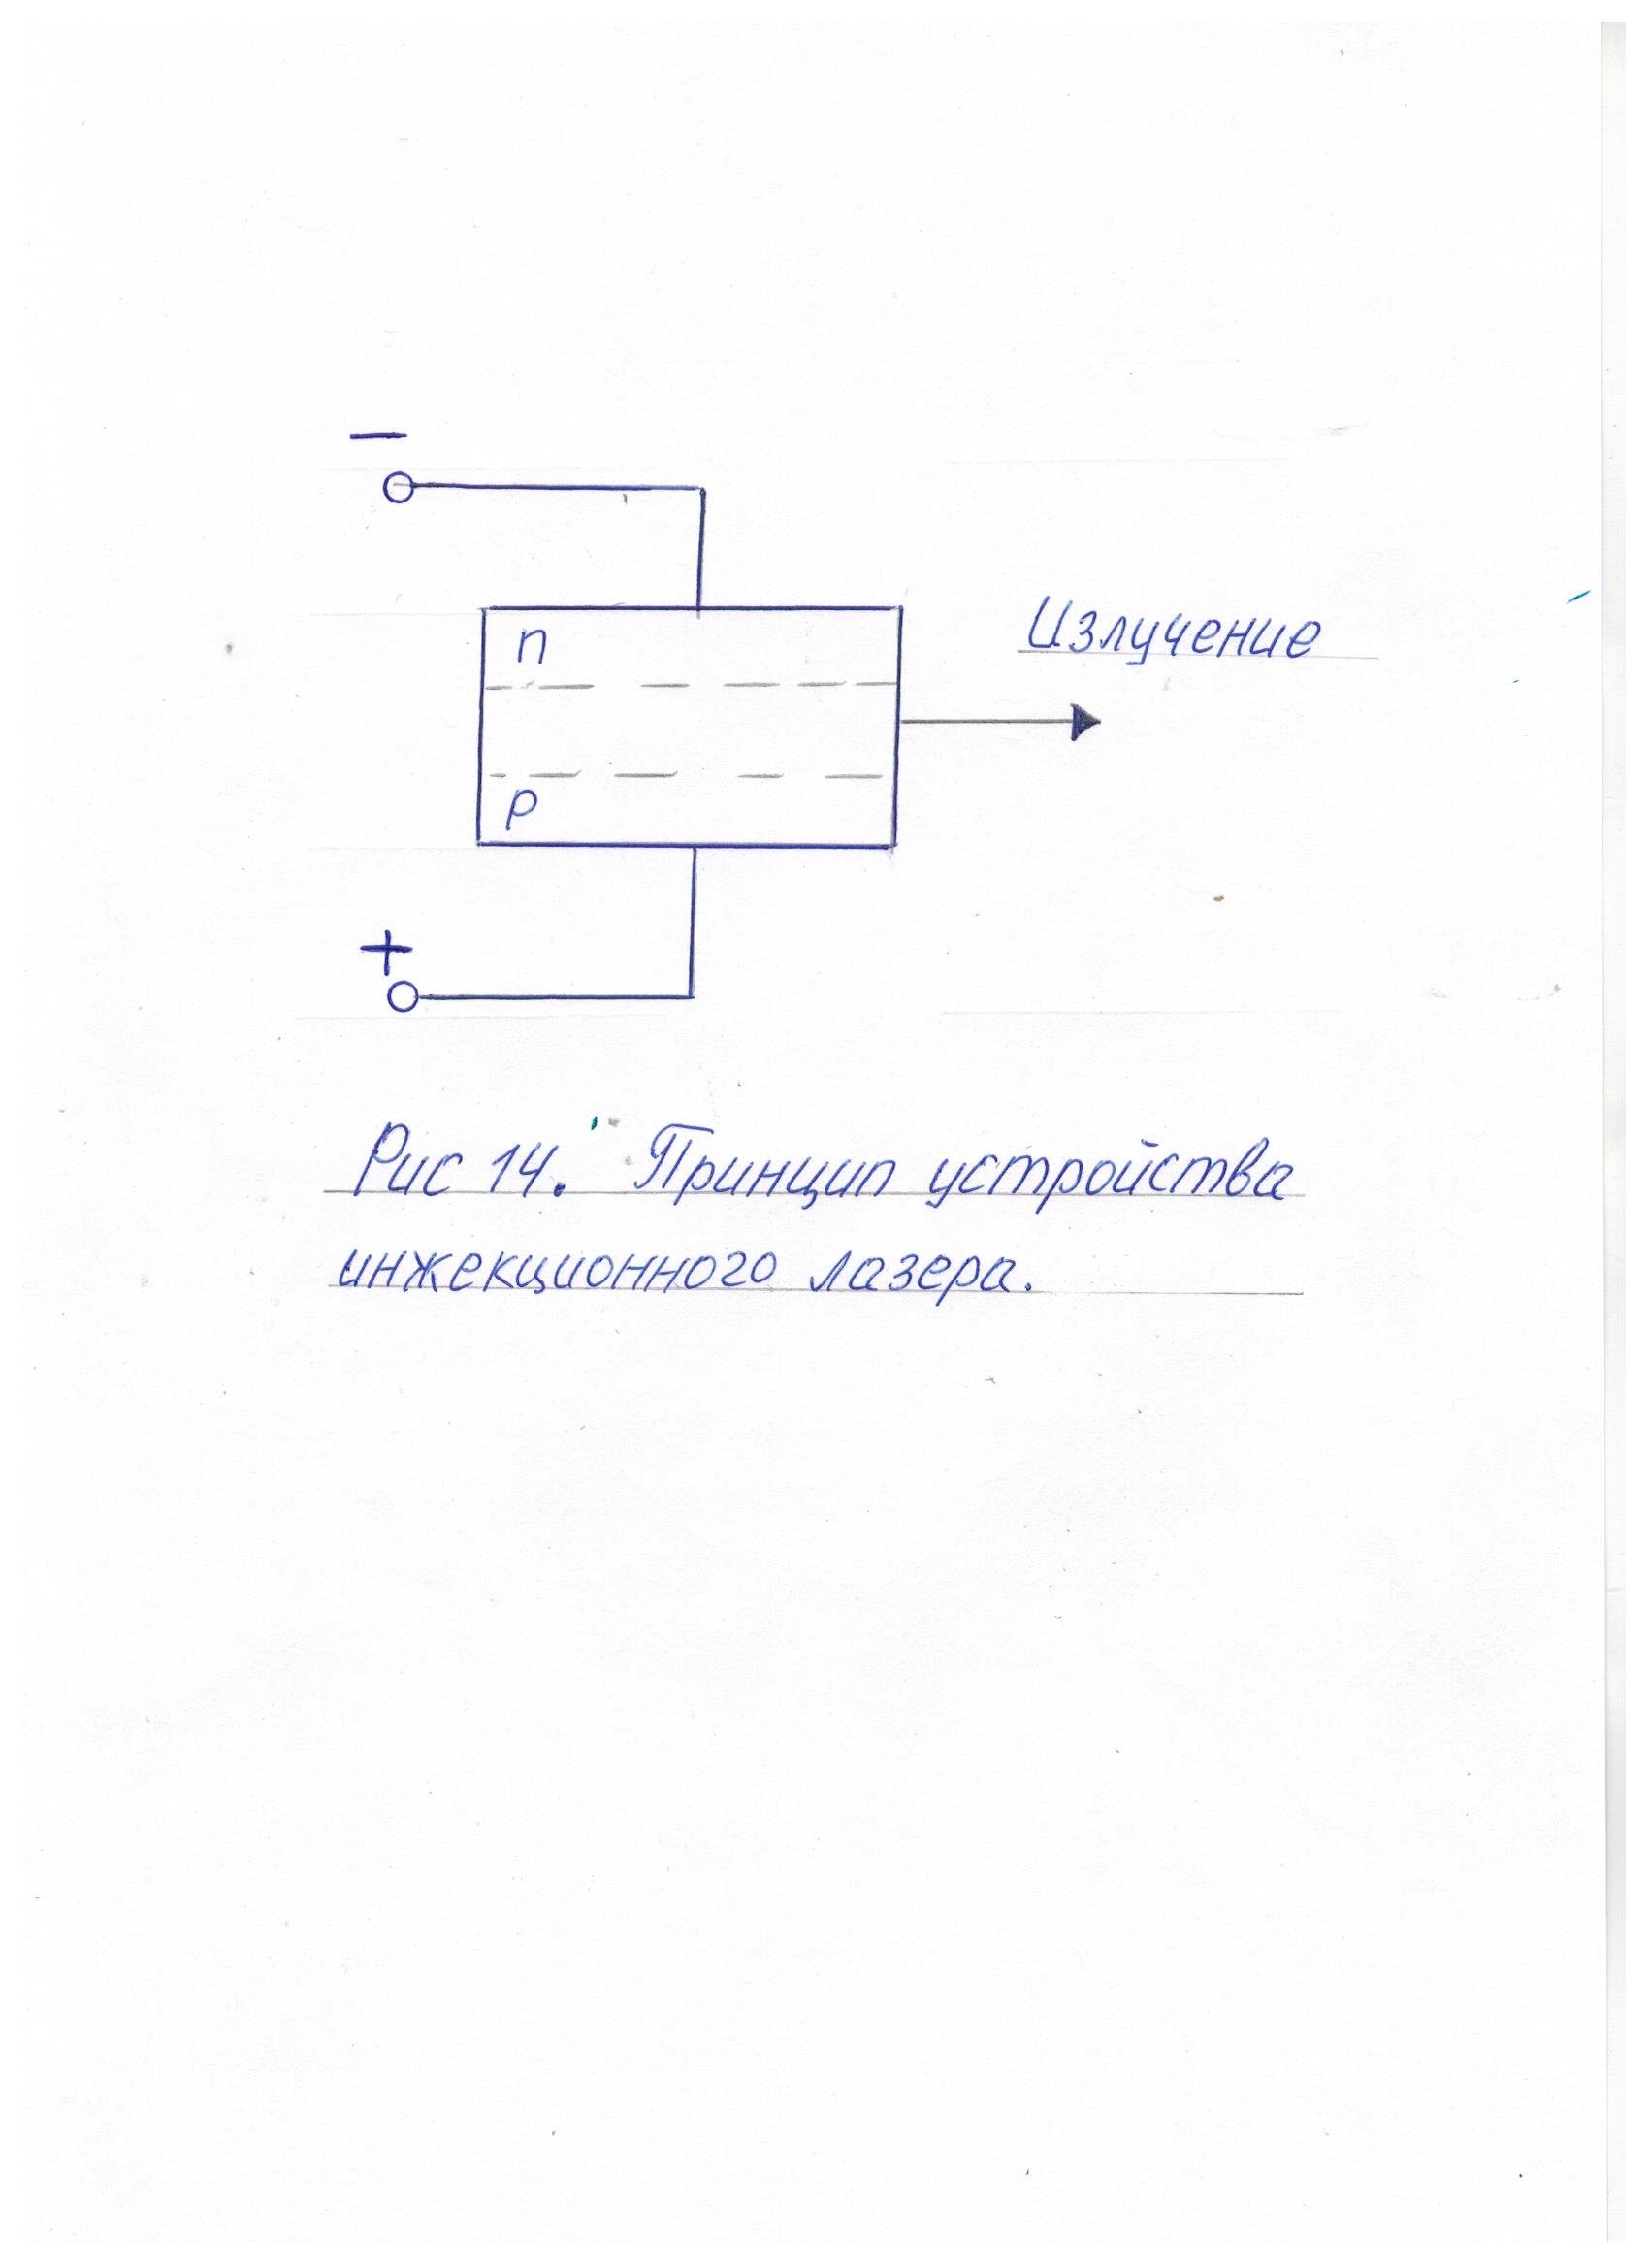 −
n
Излучение
p
+
Рис 14. Принцип устройства
инжекционного лазера.